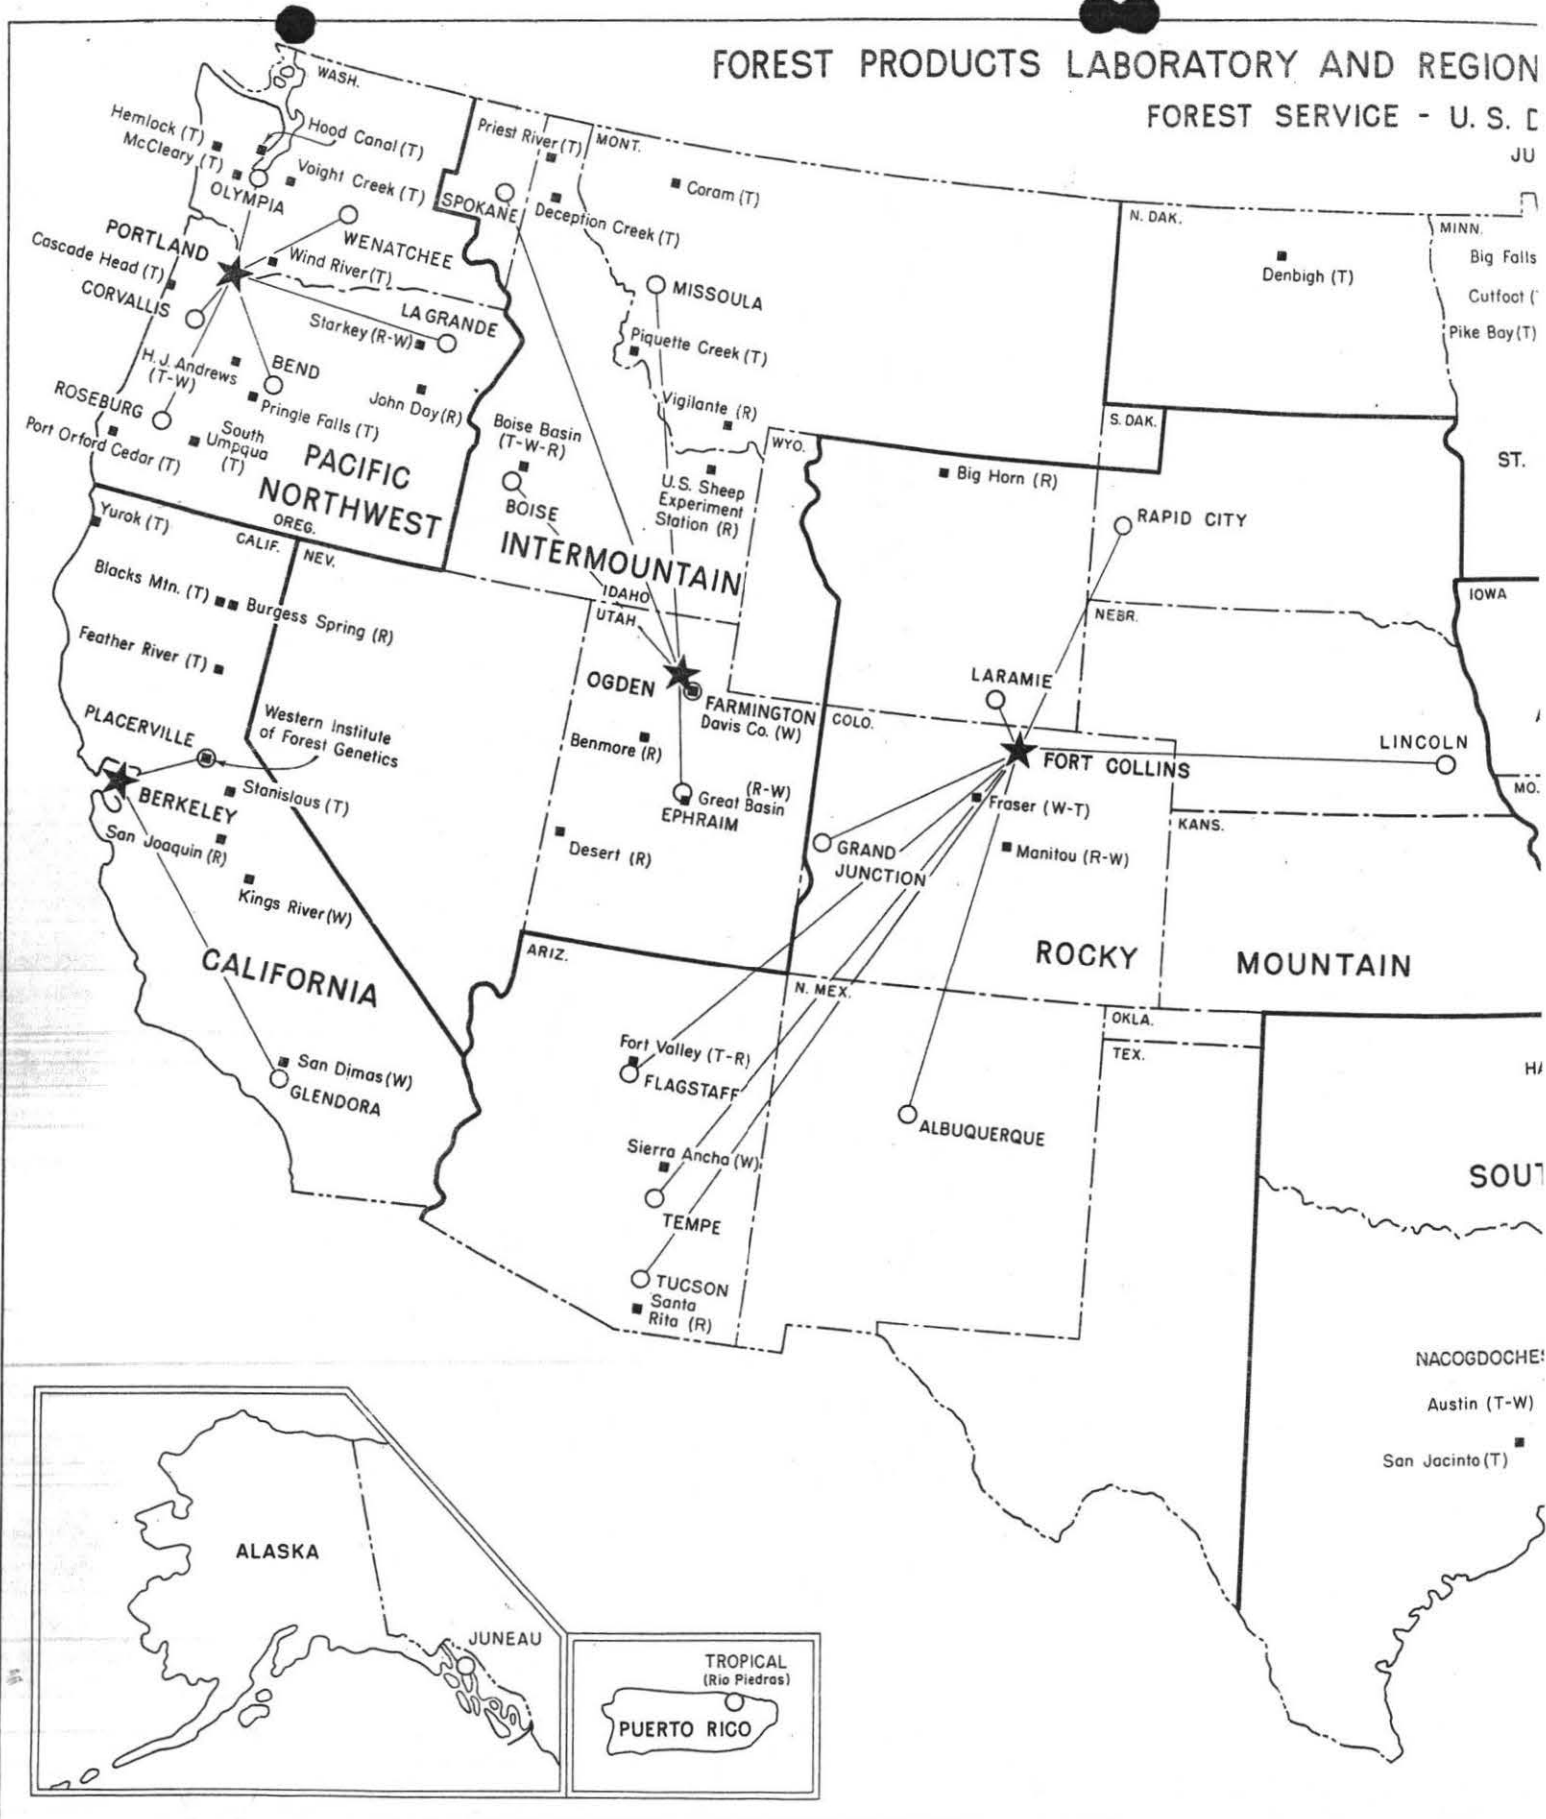 FOREST PRODUCTS LABORATORY AND REGION
FOREST SERVICE - U. S. D
JU
WASH.
Hemlock (T)
McCleary (T)
Hood Canal (T)
OLYMPIA
Voight Creek (T)
PORTLAND
WENATCHEE
Cascade Head (T)
Wind River (T)
CORVALLIS
LA GRANDE
Starkey (R-W)
H. J. Andrews
(T-W)
BEND
John Day (R)
ROSEBURG
Pringle Falls (T)
Port Orford Cedar (T)
South
Umpqua
(T)
PACIFIC
NORTHWEST
OREG.
Priest River (T)
MONT.
SPOKANE
Deception Creek (T)
Coram (T)
MISSOULA
Piquette Creek (T)
Vigilante (R)
Boise Basin
(T-W-R)
BOISE
U.S. Sheep
Experiment
Station (R)
INTERMOUNTAIN
IDAHO
UTAH
WYO.
Big Horn (R)
N. DAK.
Denbigh (T)
MINN.
Big Falls
Cutfoot (
Pike Bay (T)
S. DAK.
ST.
RAPID CITY
IOWA
NEBR.
LARAMIE
LINCOLN
MO.
Yurok (T)
CALIF.
NEV.
Blacks Mtn. (T)
Burgess Spring (R)
Feather River (T)
PLACERVILLE
Western Institute
of Forest Genetics
BERKELEY
Stanislaus (T)
San Joaquin (R)
Kings River (W)
CALIFORNIA
San Dimas (W)
GLENDORA
OGDEN
FARMINGTON
Davis Co. (W)
Benmore (R)
(R-W)
Great Basin
EPHRAIM
Desert (R)
COLO.
FORT COLLINS
Fraser (W-T)
KANS.
GRAND
JUNCTION
Manitou (R-W)
ROCKY MOUNTAIN
ARIZ.
N. MEX.
OKLA.
TEX.
Fort Valley (T-R)
FLAGSTAFF
HA
ALBUQUERQUE
Sierra Ancha (W)
SOUT
TEMPE
TUCSON
Santa
Rita (R)
NACOGDOCHES
Austin (T-W)
San Jacinto (T)
ALASKA
JUNEAU
TROPICAL
(Rio Piedras)
PUERTO RICO